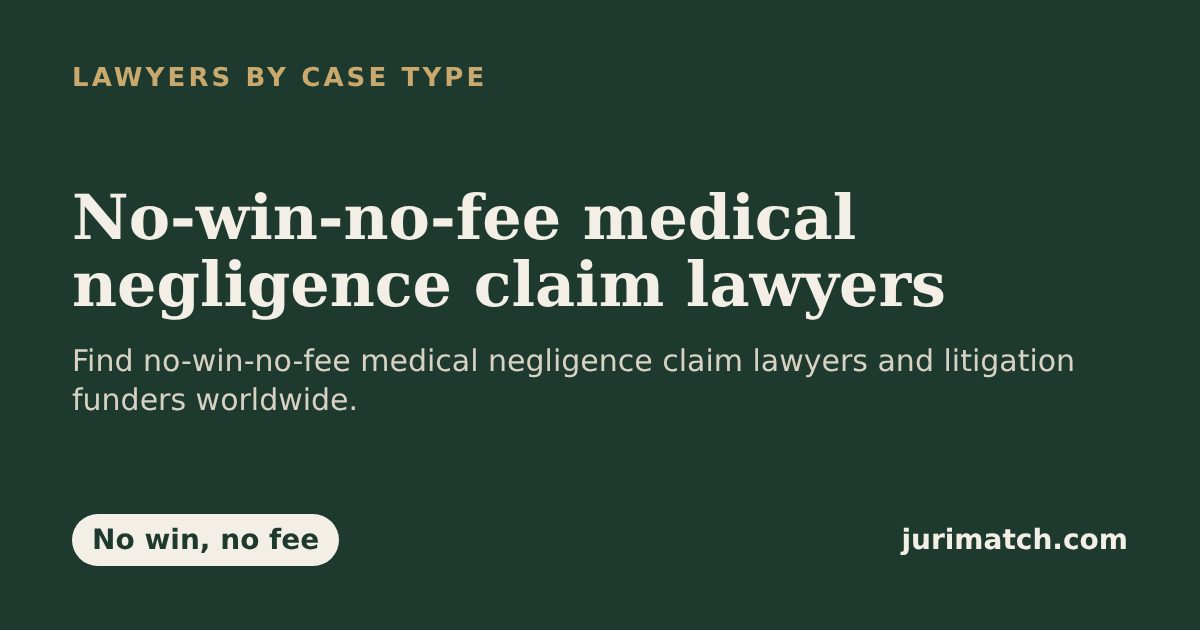 LAWYERS BY CASE TYPE
No-win-no-fee medical
negligence claim lawyers
Find no-win-no-fee medical negligence claim lawyers and litigation
funders worldwide.
No win, no fee
jurimatch.com